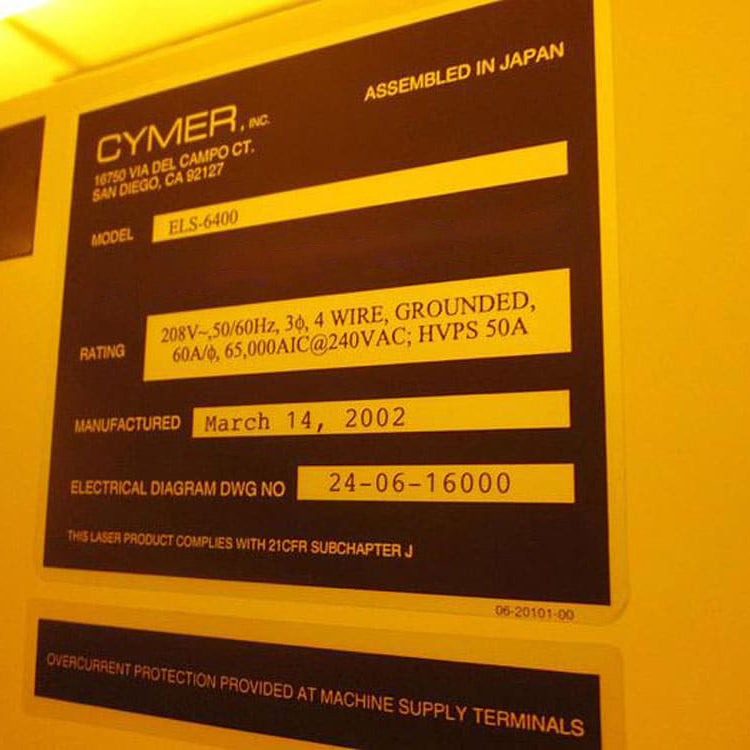 ASSEMBLED IN JAPAN
CYMER, INC.
16750 VIA DEL CAMPO CT.
SAN DIEGO, CA 92127
MODEL ELS-6400
RATING 208V~,50/60Hz, 3ϕ, 4 WIRE, GROUNDED,
60A/ϕ, 65,000AIC@240VAC; HVPS 50A
MANUFACTURED March 14, 2002
ELECTRICAL DIAGRAM DWG NO 24-06-16000
THIS LASER PRODUCT COMPLIES WITH 21CFR SUBCHAPTER J
06-20101-00
OVERCURRENT PROTECTION PROVIDED AT MACHINE SUPPLY TERMINALS